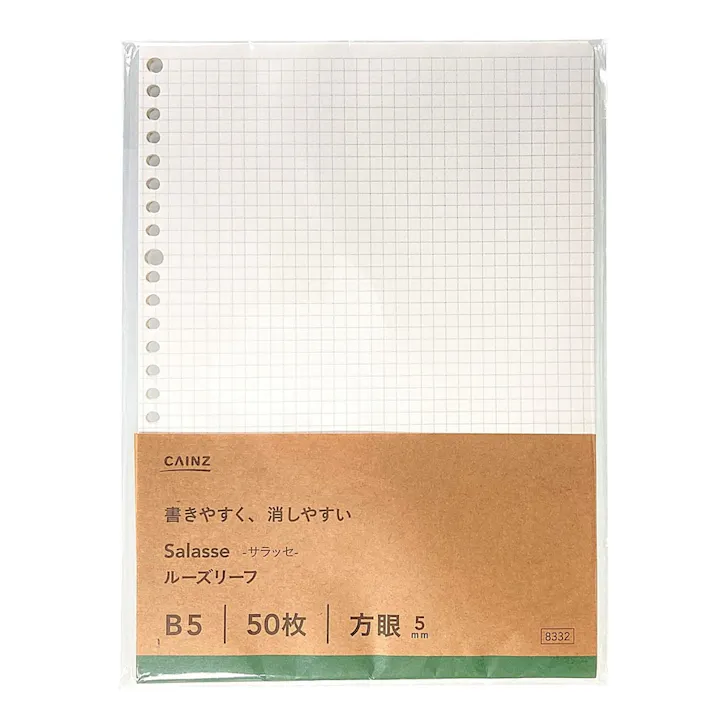 CAINZ
書きやすく、消しやすい
Salasse -サラッセ-
ルーズリーフ
B5 50枚 方眼 5mm
8332